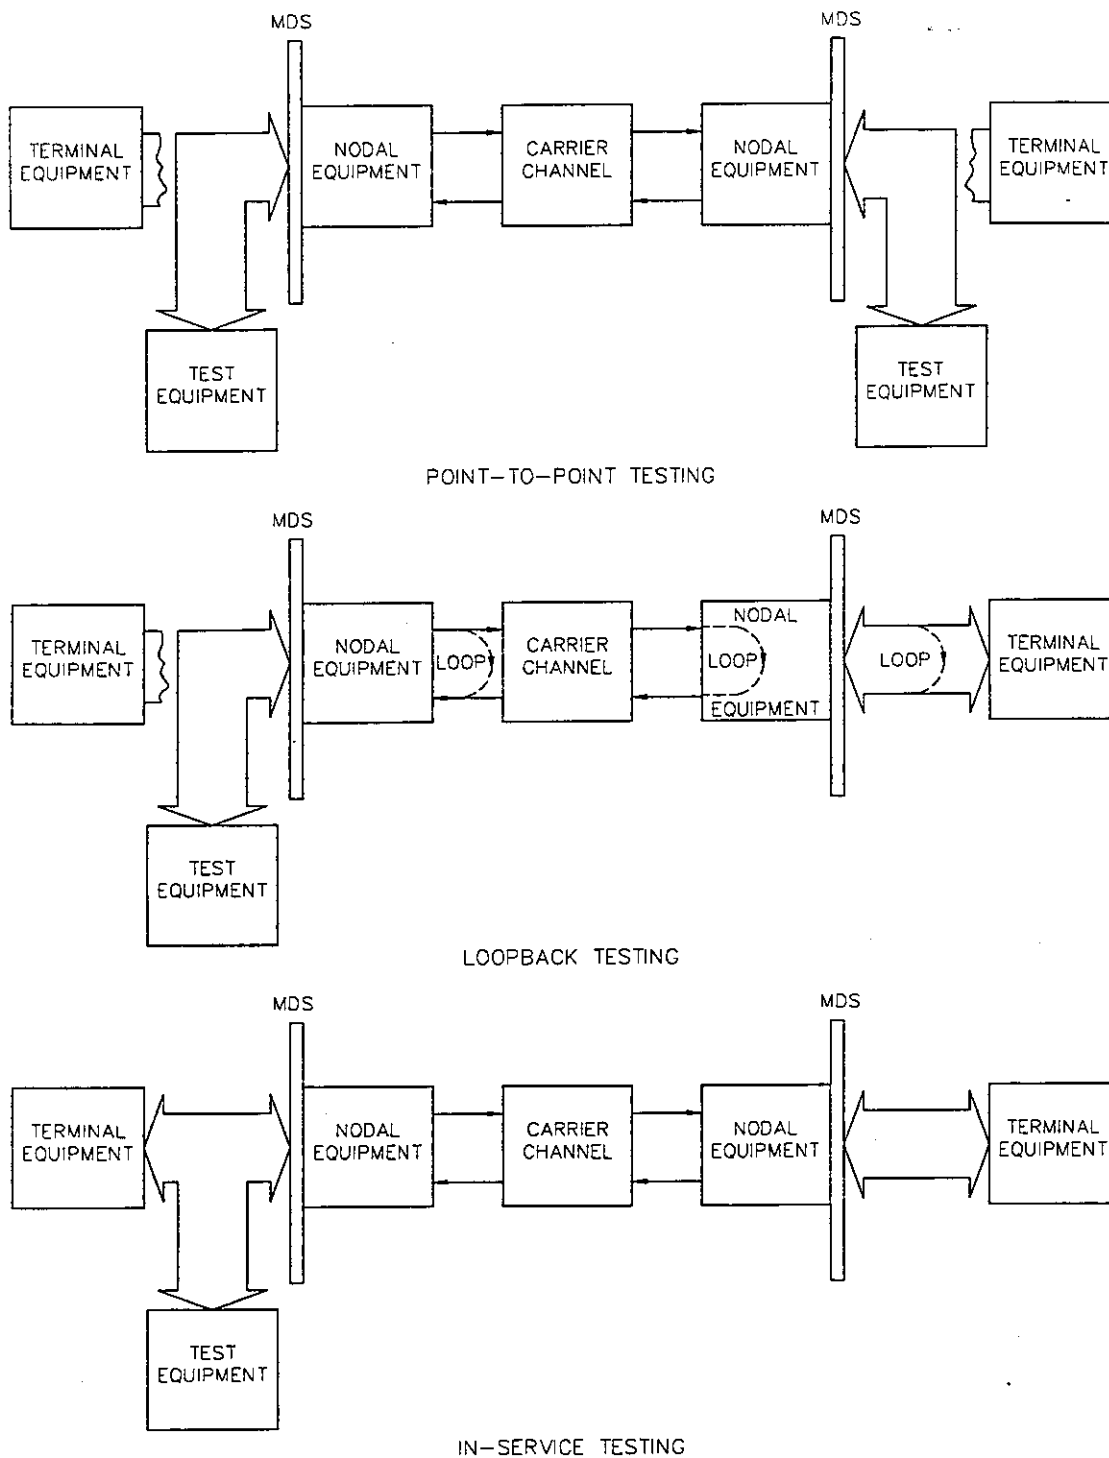 MDS
MDS
TERMINAL
EQUIPMENT
NODAL
EQUIPMENT
CARRIER
CHANNEL
NODAL
EQUIPMENT
TERMINAL
EQUIPMENT
TEST
EQUIPMENT
TEST
EQUIPMENT
POINT-TO-POINT TESTING
MDS
MDS
TERMINAL
EQUIPMENT
NODAL
EQUIPMENT
LOOP
CARRIER
CHANNEL
NODAL
LOOP
EQUIPMENT
LOOP
TERMINAL
EQUIPMENT
TEST
EQUIPMENT
LOOPBACK TESTING
MDS
MDS
TERMINAL
EQUIPMENT
NODAL
EQUIPMENT
CARRIER
CHANNEL
NODAL
EQUIPMENT
TERMINAL
EQUIPMENT
TEST
EQUIPMENT
IN-SERVICE TESTING